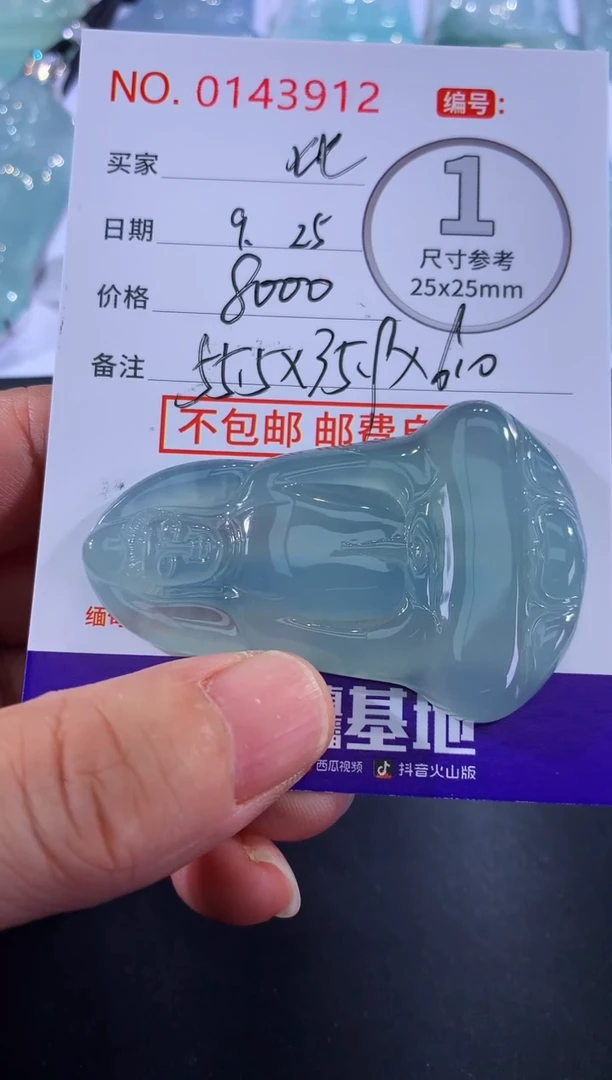 NO. 0143912 编号:
买家
日期 9. 25
价格 8000
备注
1
尺寸参考
25x25mm
不包邮 邮费
缅
基地
西瓜视频 抖音火山版